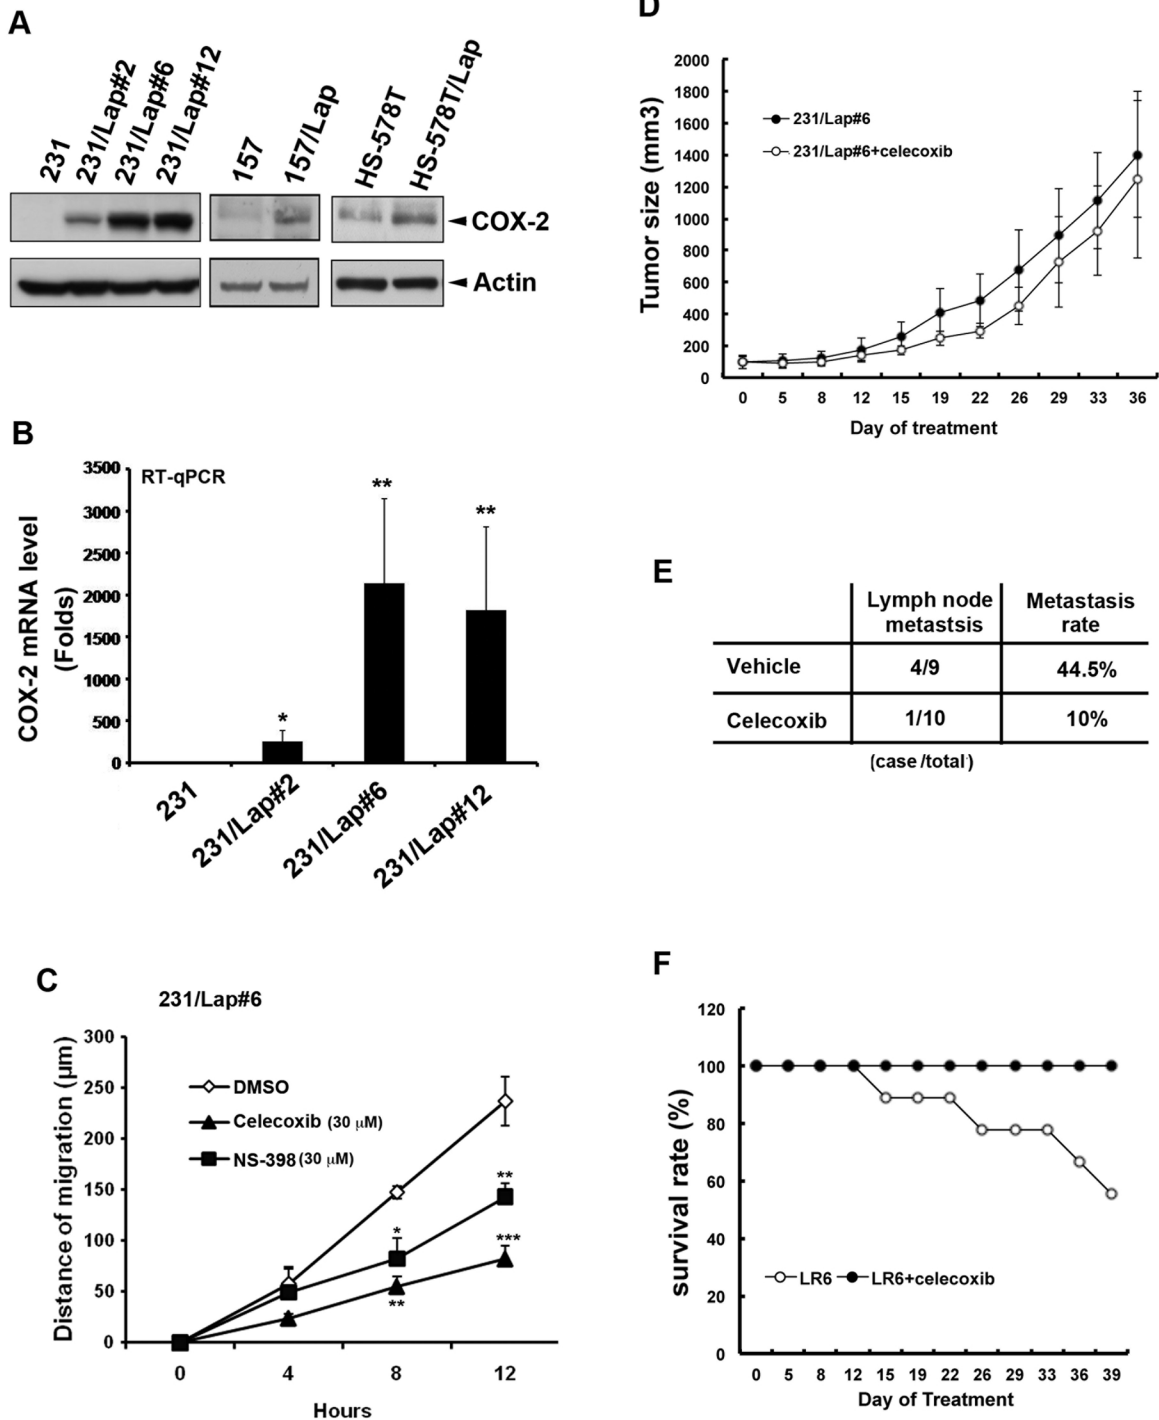 A
231
231/Lap#2
231/Lap#6
231/Lap#12
157
157/Lap
HS-578T
HS-578T/Lap
COX-2
Actin
B
RT-qPCR
COX-2 mRNA level
(Folds)
3500
3000
2500
2000
1500
1000
500
0
*
**
**
231
231/Lap#2
231/Lap#6
231/Lap#12
C
231/Lap#6
Distance of migration (µm)
300
250
200
150
100
50
0
DMSO
Celecoxib (30 µM)
NS-398 (30 µM)
*
**
**
***
0 4 8 12
Hours
D
Tumor size (mm3)
2000
1800
1600
1400
1200
1000
800
600
400
200
0
231/Lap#6
231/Lap#6+celecoxib
0 5 8 12 15 19 22 26 29 33 36
Day of treatment
E
Lymph node Metastasis
metastsis rate
Vehicle 4/9 44.5%
Celecoxib 1/10 10%
(case/total)
F
survival rate (%)
120
100
80
60
40
20
0
LR6 LR6+celecoxib
0 5 8 12 15 19 22 26 29 33 36 39
Day of Treatment